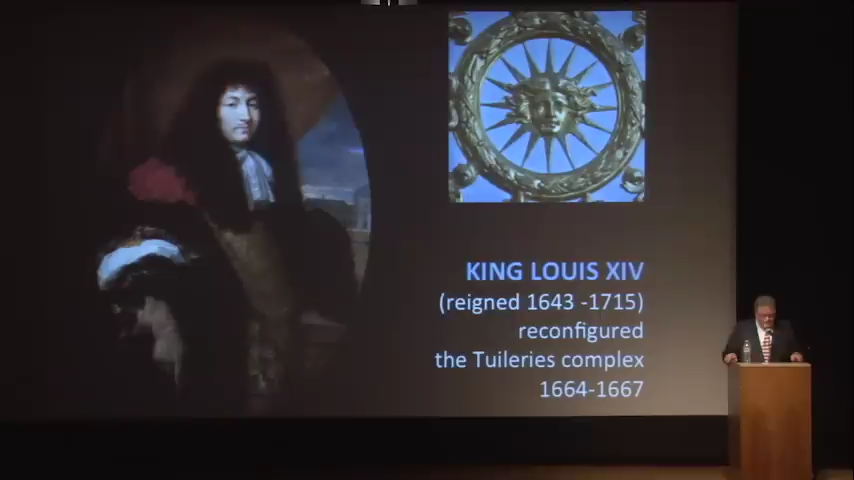 KING LOUIS XIV
(reigned 1643 -1715)
reconfigured
the Tuileries complex
1664-1667